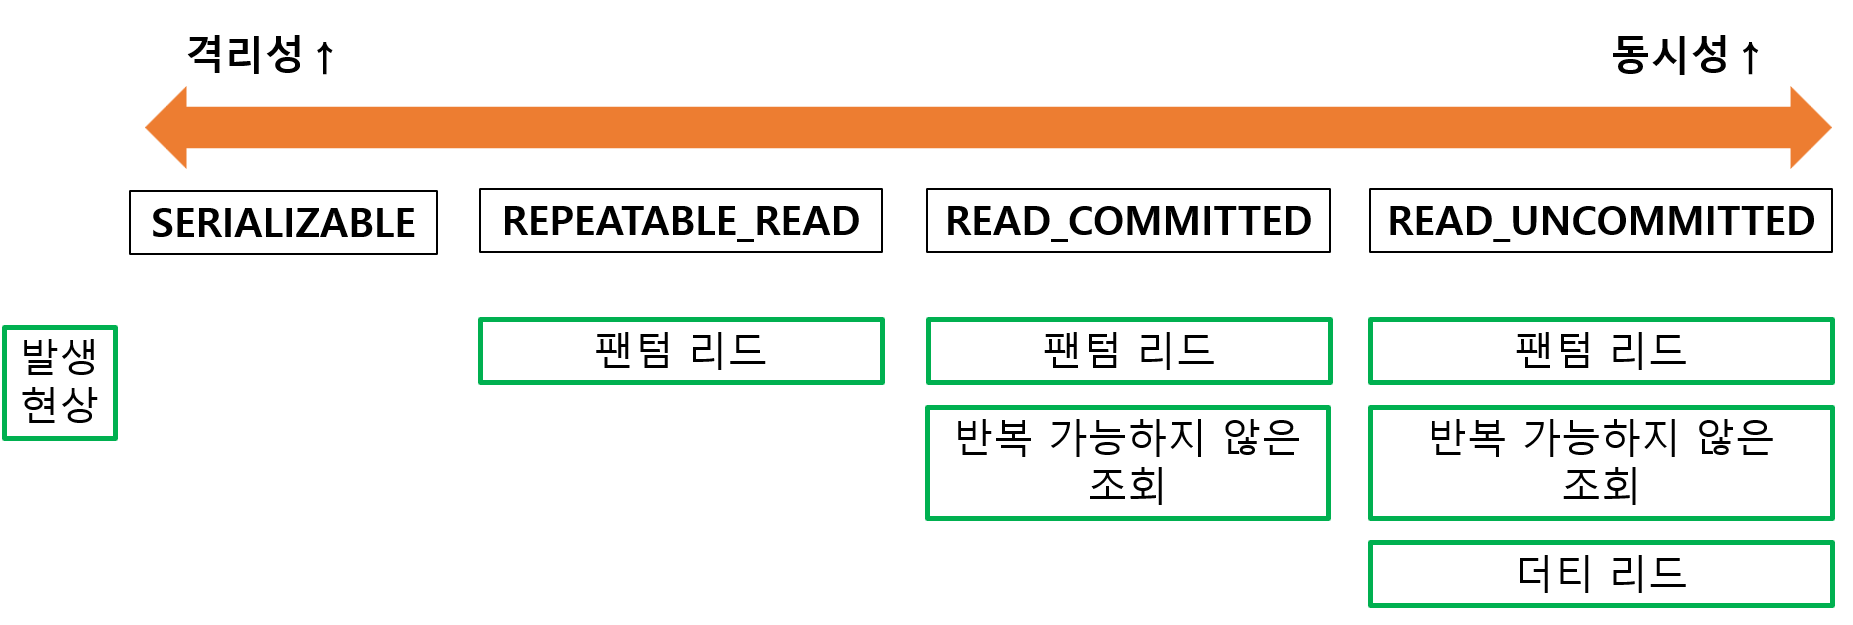 격리성 ↑
동시성 ↑
SERIALIZABLE
REPEATABLE_READ
READ_COMMITTED
READ_UNCOMMITTED
발생
현상
팬텀 리드
팬텀 리드
팬텀 리드
반복 가능하지 않은
조회
반복 가능하지 않은
조회
더티 리드